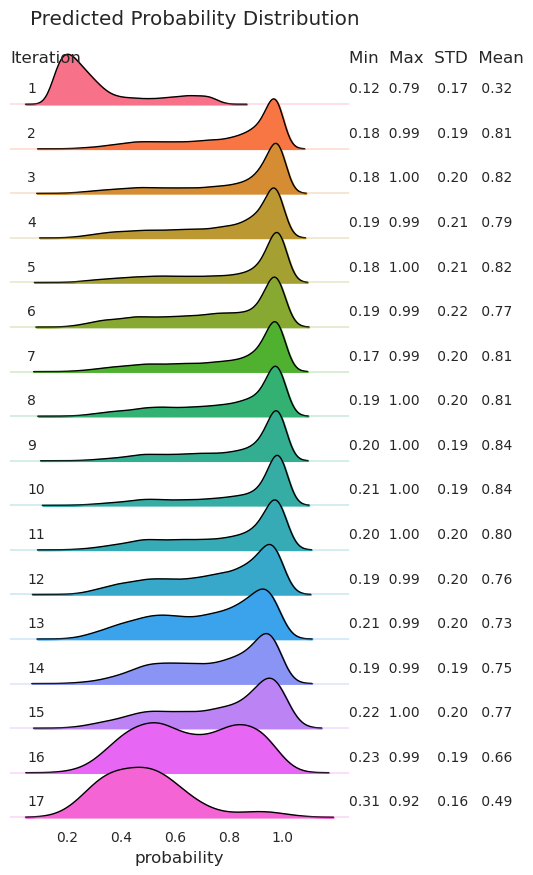 Predicted Probability Distribution
Iteration Min Max STD Mean
1 0.12 0.79 0.17 0.32
2 0.18 0.99 0.19 0.81
3 0.18 1.00 0.20 0.82
4 0.19 0.99 0.21 0.79
5 0.18 1.00 0.21 0.82
6 0.19 0.99 0.22 0.77
7 0.17 0.99 0.20 0.81
8 0.19 1.00 0.20 0.81
9 0.20 1.00 0.19 0.84
10 0.21 1.00 0.19 0.84
11 0.20 1.00 0.20 0.80
12 0.19 0.99 0.20 0.76
13 0.21 0.99 0.20 0.73
14 0.19 0.99 0.19 0.75
15 0.22 1.00 0.20 0.77
16 0.23 0.99 0.19 0.66
17 0.31 0.92 0.16 0.49
0.2 0.4 0.6 0.8 1.0
probability